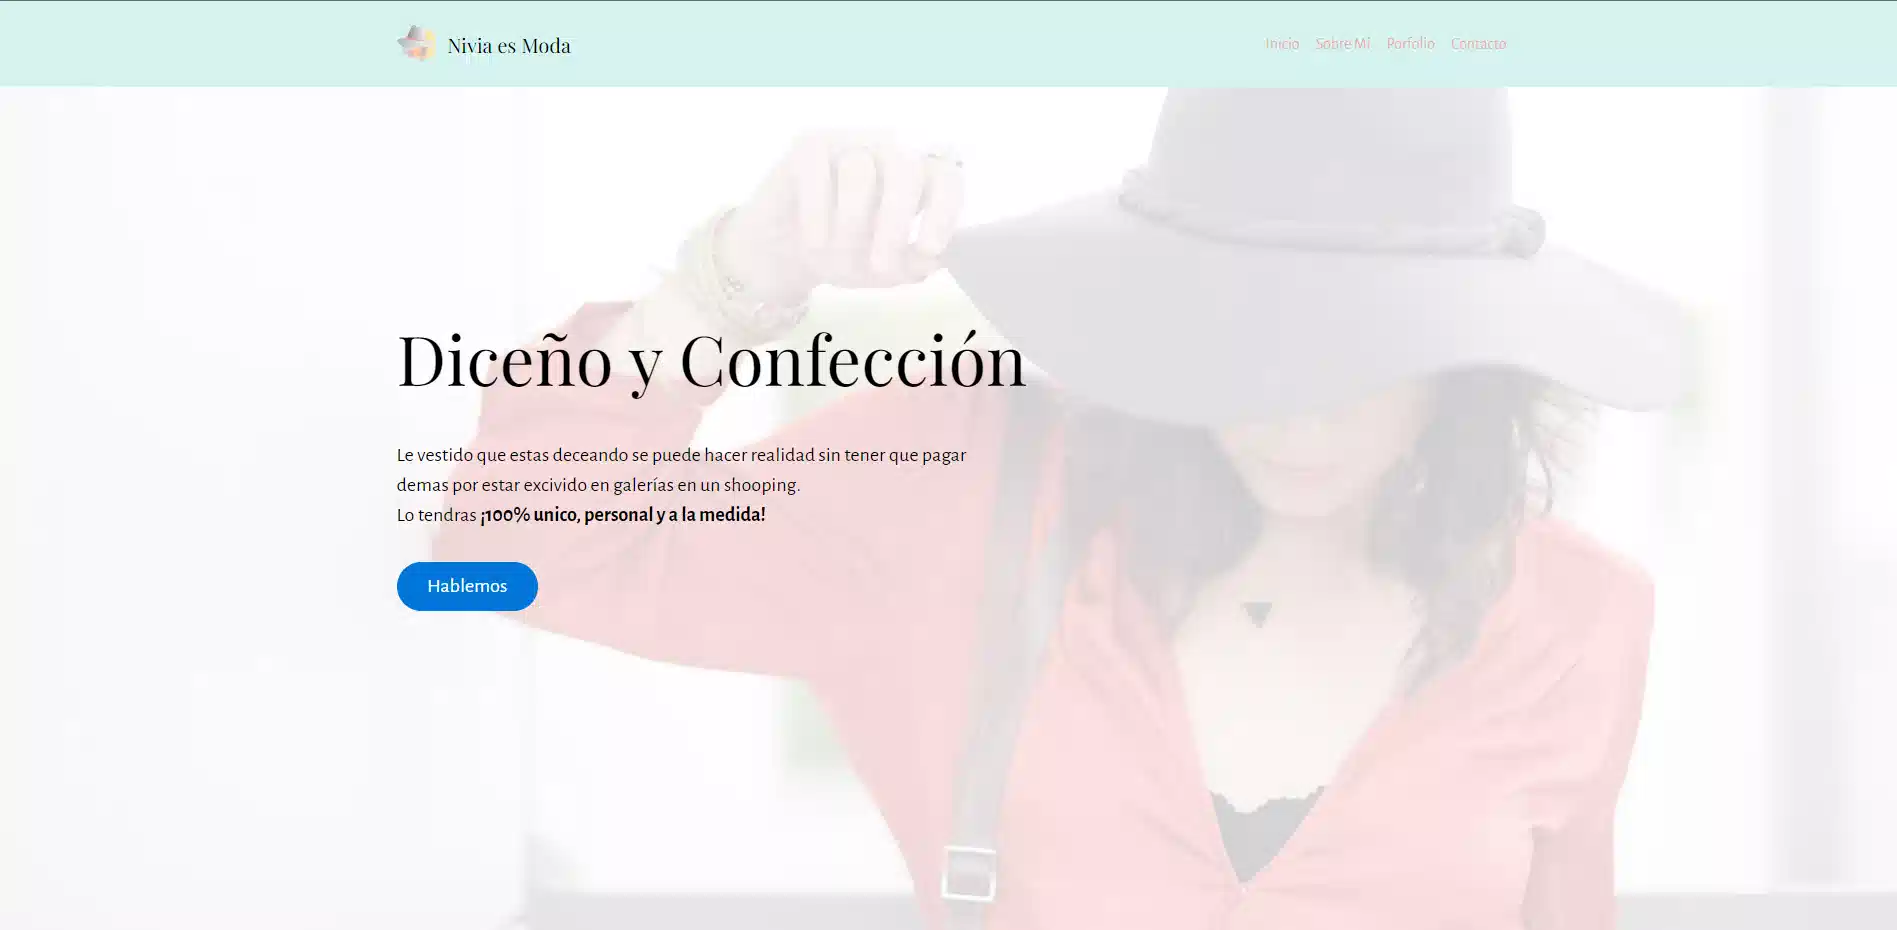 Nivia es Moda
Inicio Sobre Mi Porfolio Contacto
Diceño y Confección
Le vestido que estas deceando se puede hacer realidad sin tener que pagar
demas por estar excivido en galerías en un shooping.
Lo tendras ¡100% unico, personal y a la medida!
Hablemos